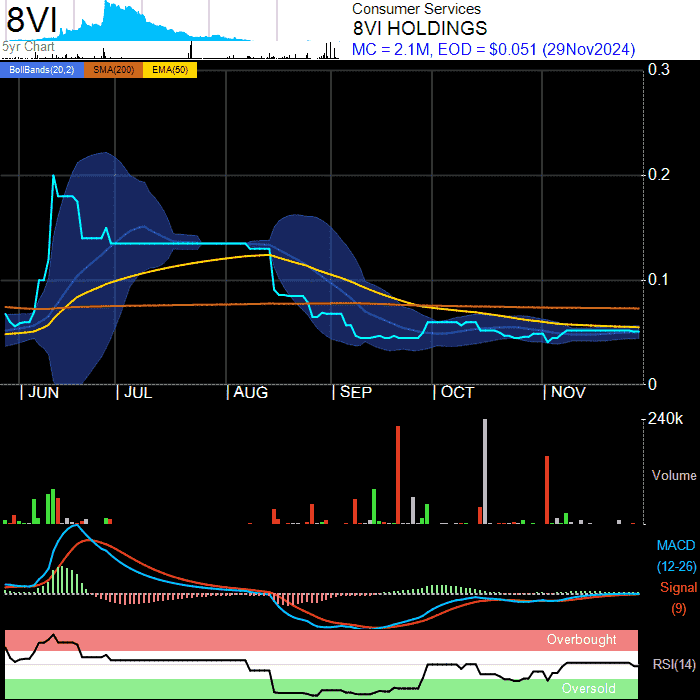 8VI
5yr Chart
Consumer Services
8VI HOLDINGS
MC = 2.1M, EOD = $0.051 (29Nov2024)
BollBands(20,2) SMA(200) EMA(50)
0.3
0.2
0.1
0
JUN JUL AUG SEP OCT NOV
240k
Volume
MACD
(12-26)
Signal
(9)
Overbought
RSI(14)
Oversold